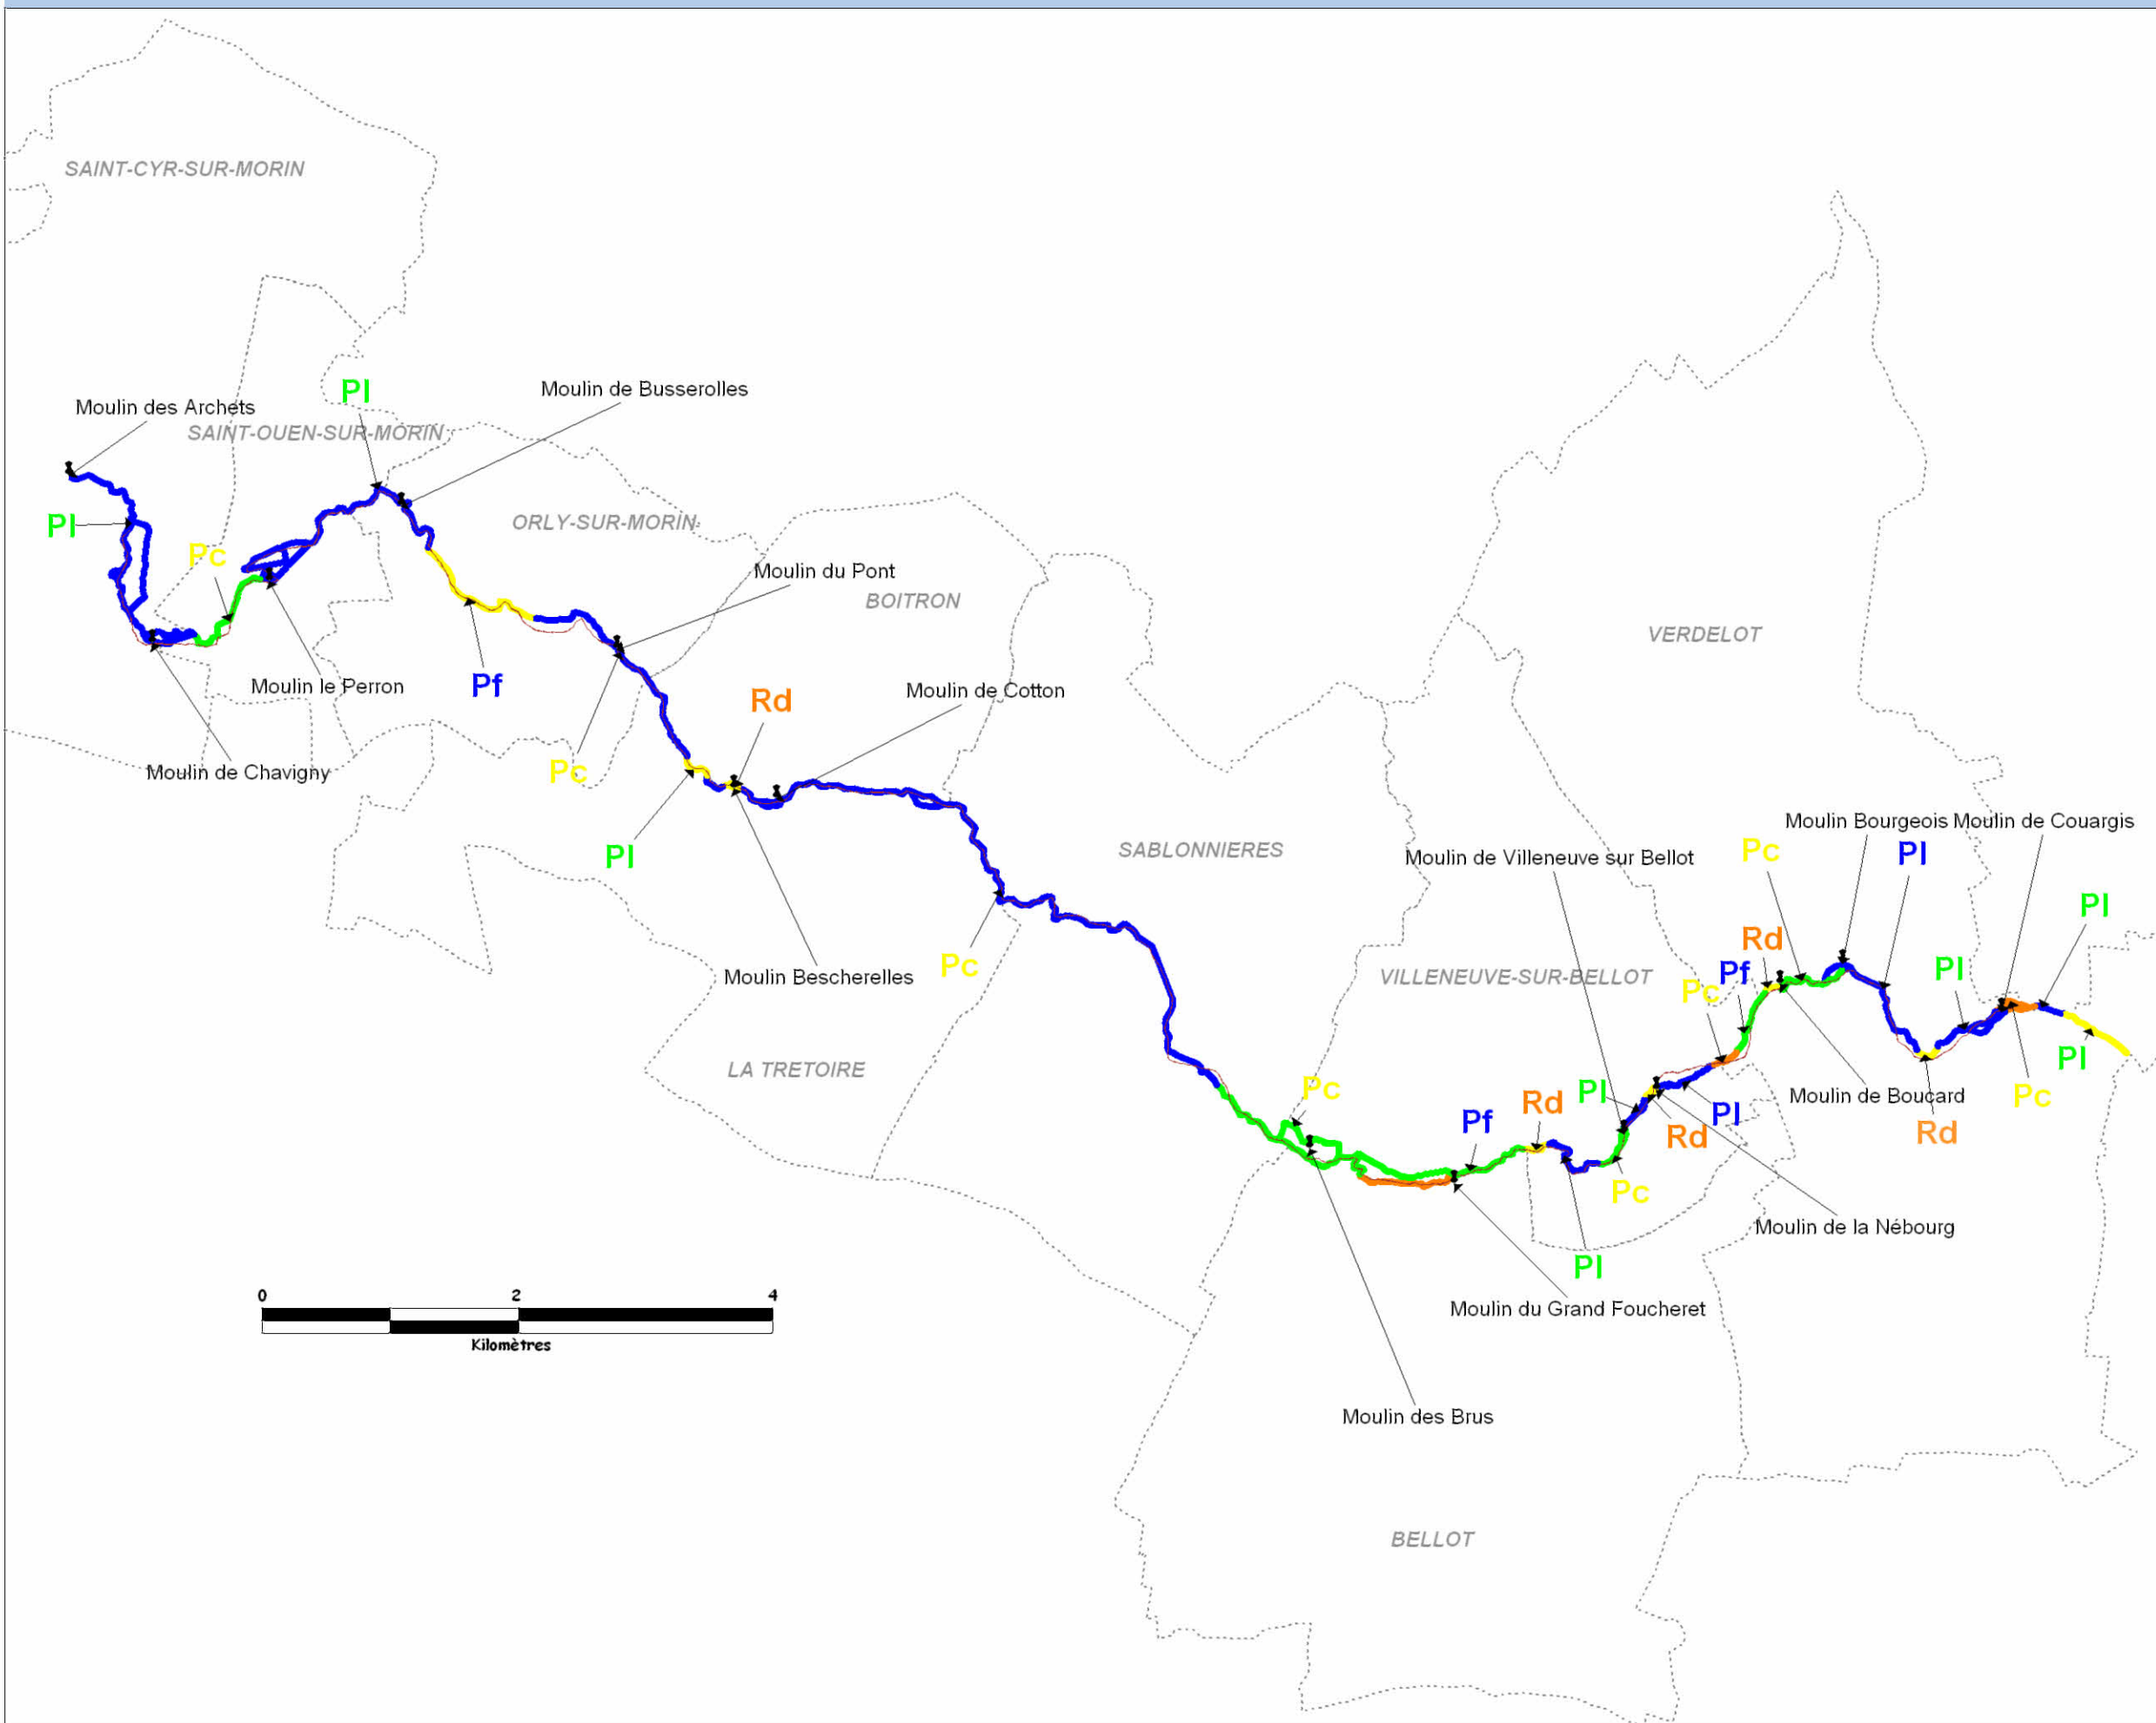 SAINT-CYR-SUR-MORIN
Pl
Moulin de Busserolles
Moulin des Archets
SAINT-OUEN-SUR-MORIN
Pl
ORLY-SUR-MORIN
Pc
Moulin du Pont
BOITRON
VERDELOT
Moulin le Perron
Pf
Rd
Moulin de Cotton
Moulin de Chavigny
Pc
Pl
SABLONNIERES
Moulin Bourgeois
Moulin de Couargis
Moulin de Villeneuve sur Bellot
Pc
Pl
Pl
Rd
Pc
Moulin Bescherelles
VILLENEUVE-SUR-BELLOT
Pf
Pl
Pc
LA TRETOIRE
Pl
Pc
Pl
Moulin de Boucard
Pc
Rd
Pl
Pf
Rd
Rd
Pc
Moulin de la Nébourg
Pl
0 2 4
Moulin du Grand Foucheret
Kilomètres
Moulin des Brus
BELLOT